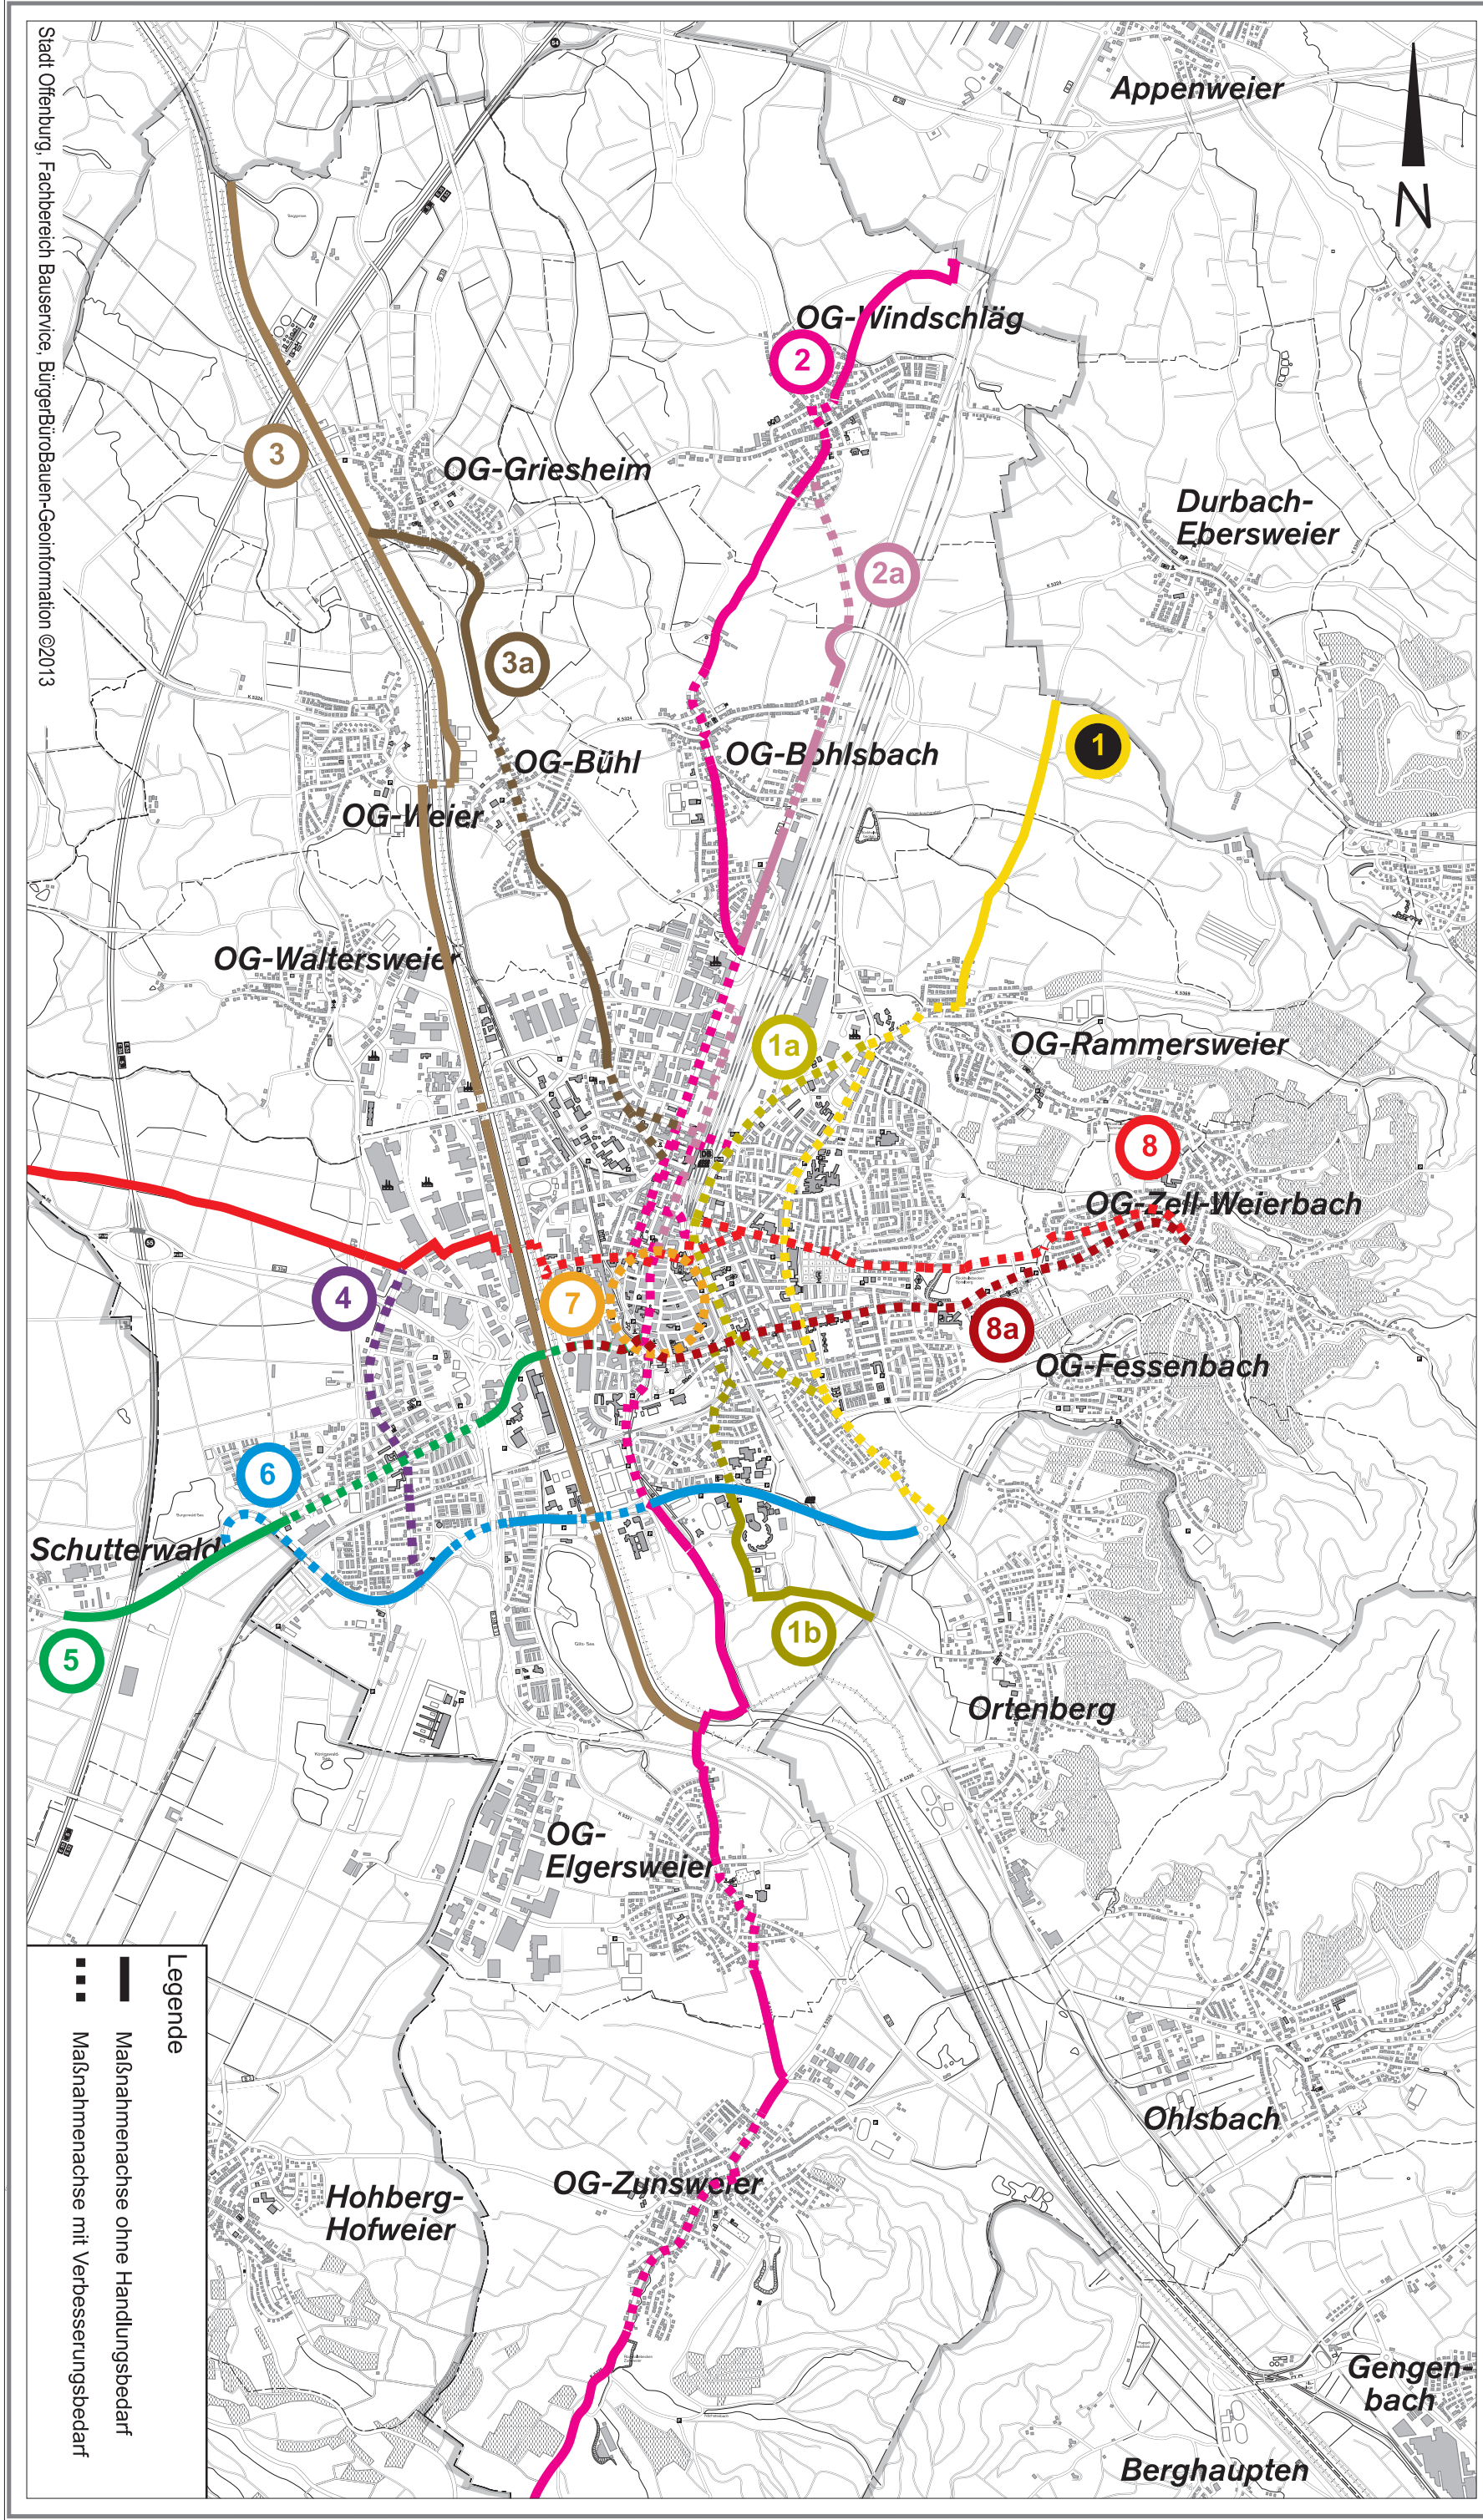 Appenweier
N
OG-Windschläg
2
3
OG-Griesheim
Durbach-
Ebersweier
2a
3a
K 5324
1
OG-Bühl
OG-Bohlsbach
OG-Weier
OG-Waltersweier
1a
OG-Rammersweier
8
OG-Zell-Weierbach
4
7
8a
OG-Fessenbach
6
Schutterwald
5
1b
Gifiz See
Ortenberg
OG-
Elgersweier
Ohlsbach
OG-Zunsweier
Hohberg-
Hofweier
Gengen-
bach
Berghaupten
Legende
Maßnahmenachse ohne Handlungsbedarf
Maßnahmenachse mit Verbesserungsbedarf
Stadt Offenburg, Fachbereich Bauservice, BürgerBüroBauen-Geoinformation ©2013